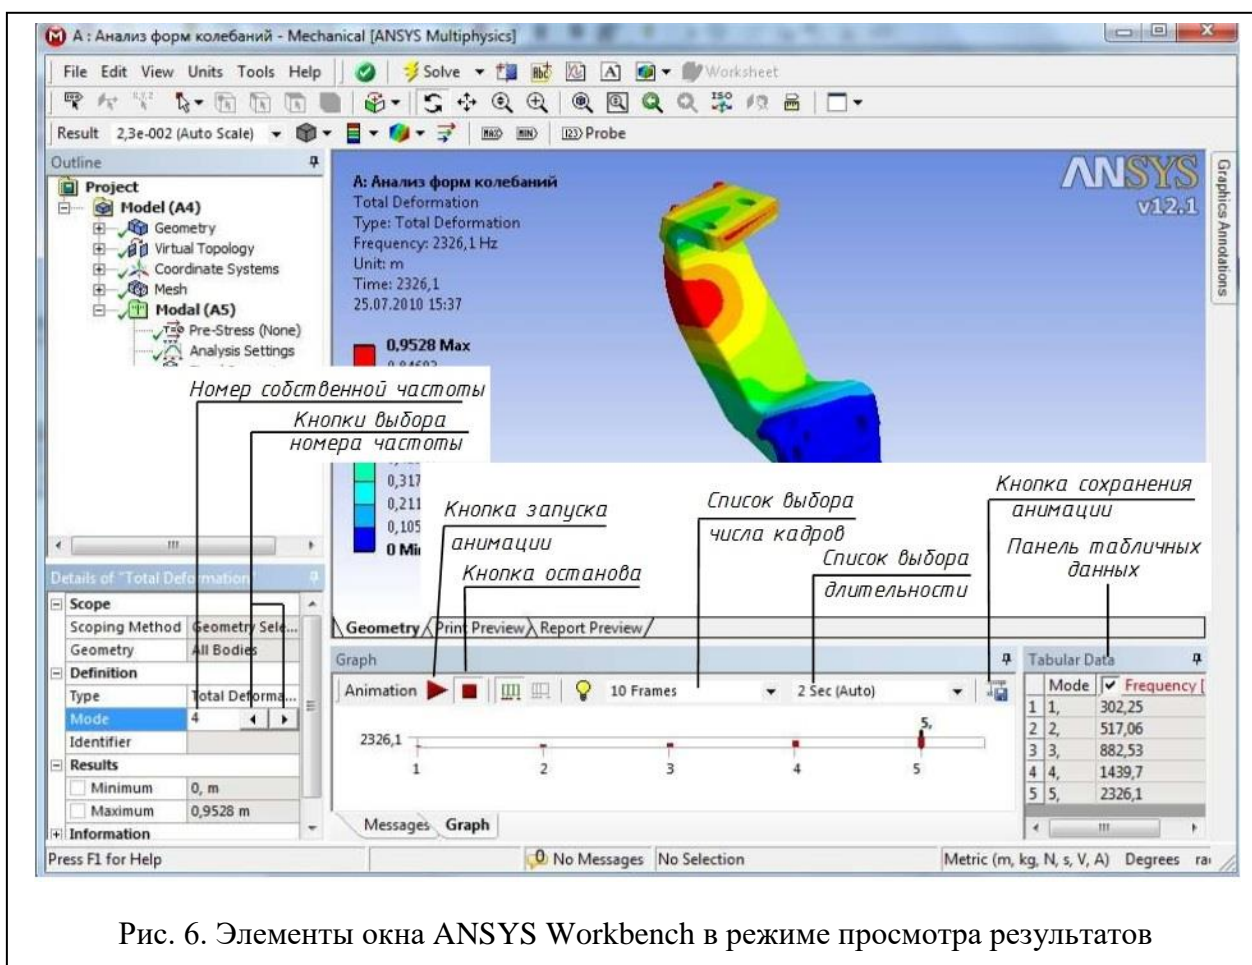 A : Анализ форм колебаний - Mechanical [ANSYS Multiphysics]
File Edit View Units Tools Help Solve Worksheet
Result 2,3e-002 (Auto Scale) MAX MIN 123 Probe
Outline
Project
Model (A4)
Geometry
Virtual Topology
Coordinate Systems
Mesh
Modal (A5)
Pre-Stress (None)
Analysis Settings
A: Анализ форм колебаний
Total Deformation
Type: Total Deformation
Frequency: 2326,1 Hz
Unit: m
Time: 2326,1
25.07.2010 15:37
0,9528 Max
0,317
0,211
0,105
0 Min
ANSYS
v12.1
Graphics Annotations
Номер собственной частоты
Кнопки выбора
номера частоты
Кнопка запуска
анимации
Кнопка останова
Список выбора
числа кадров
Список выбора
длительности
Кнопка сохранения
анимации
Панель табличных
данных
Details of "Total Deformation"
Scope
Scoping Method Geometry Sele...
Geometry All Bodies
Definition
Type Total Deforma...
Mode 4
Identifier
Results
Minimum 0, m
Maximum 0,9528 m
Information
Geometry Print Preview Report Preview
Graph
Animation 10 Frames 2 Sec (Auto)
5,
2326,1
1 2 3 4 5
Messages Graph
Tabular Data
Mode Frequency [
1 1, 302,25
2 2, 517,06
3 3, 882,53
4 4, 1439,7
5 5, 2326,1
Press F1 for Help 0 No Messages No Selection Metric (m, kg, N, s, V, A) Degrees ra
Рис. 6. Элементы окна ANSYS Workbench в режиме просмотра результатов